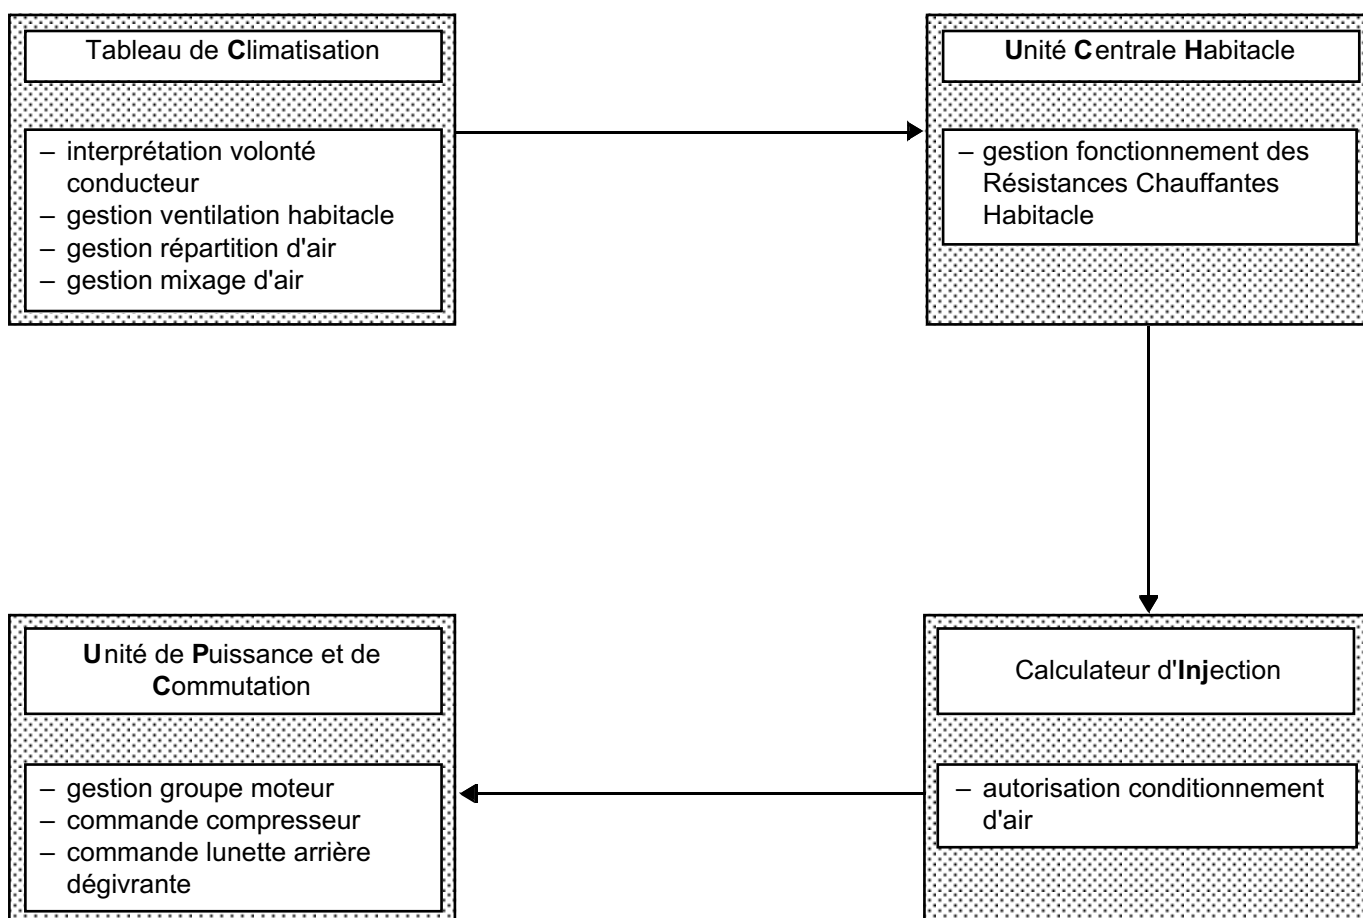 Tableau de Climatisation
– interprétation volonté
conducteur
– gestion ventilation habitacle
– gestion répartition d'air
– gestion mixage d'air
Unité Centrale Habitacle
– gestion fonctionnement des
Résistances Chauffantes
Habitacle
Unité de Puissance et de
Commutation
– gestion groupe moteur
– commande compresseur
– commande lunette arrière
dégivrante
Calculateur d'Injection
– autorisation conditionnement
d'air